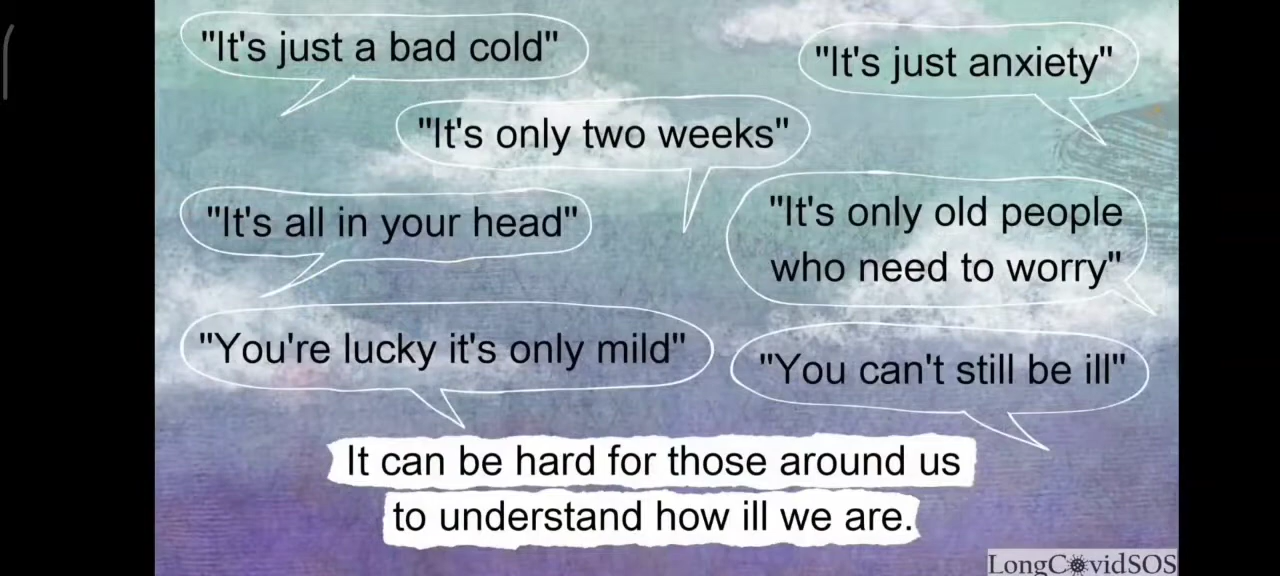 "It's just a bad cold"
"It's just anxiety"
"It's only two weeks"
"It's all in your head"
"It's only old people
who need to worry"
"You're lucky it's only mild"
"You can't still be ill"
It can be hard for those around us
to understand how ill we are.
LongCovidSOS